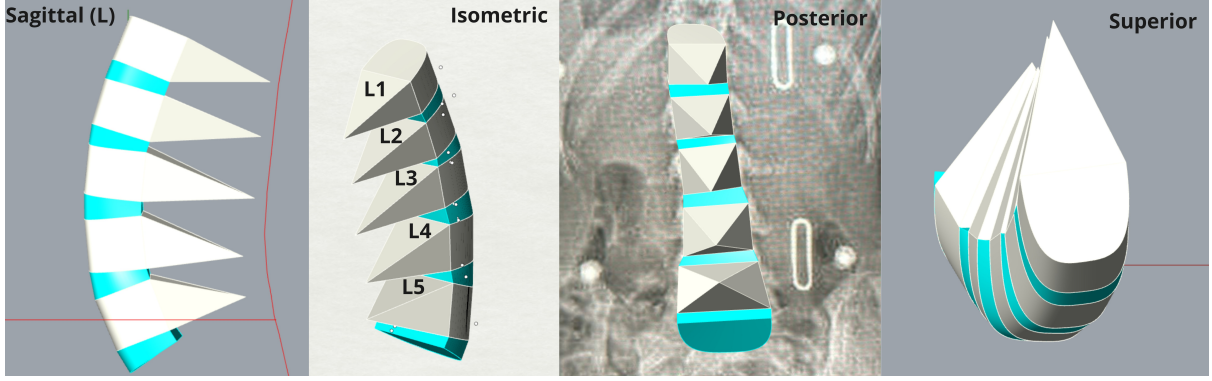 Sagittal (L)
Isometric
Posterior
Superior
L1
L2
L3
L4
L5